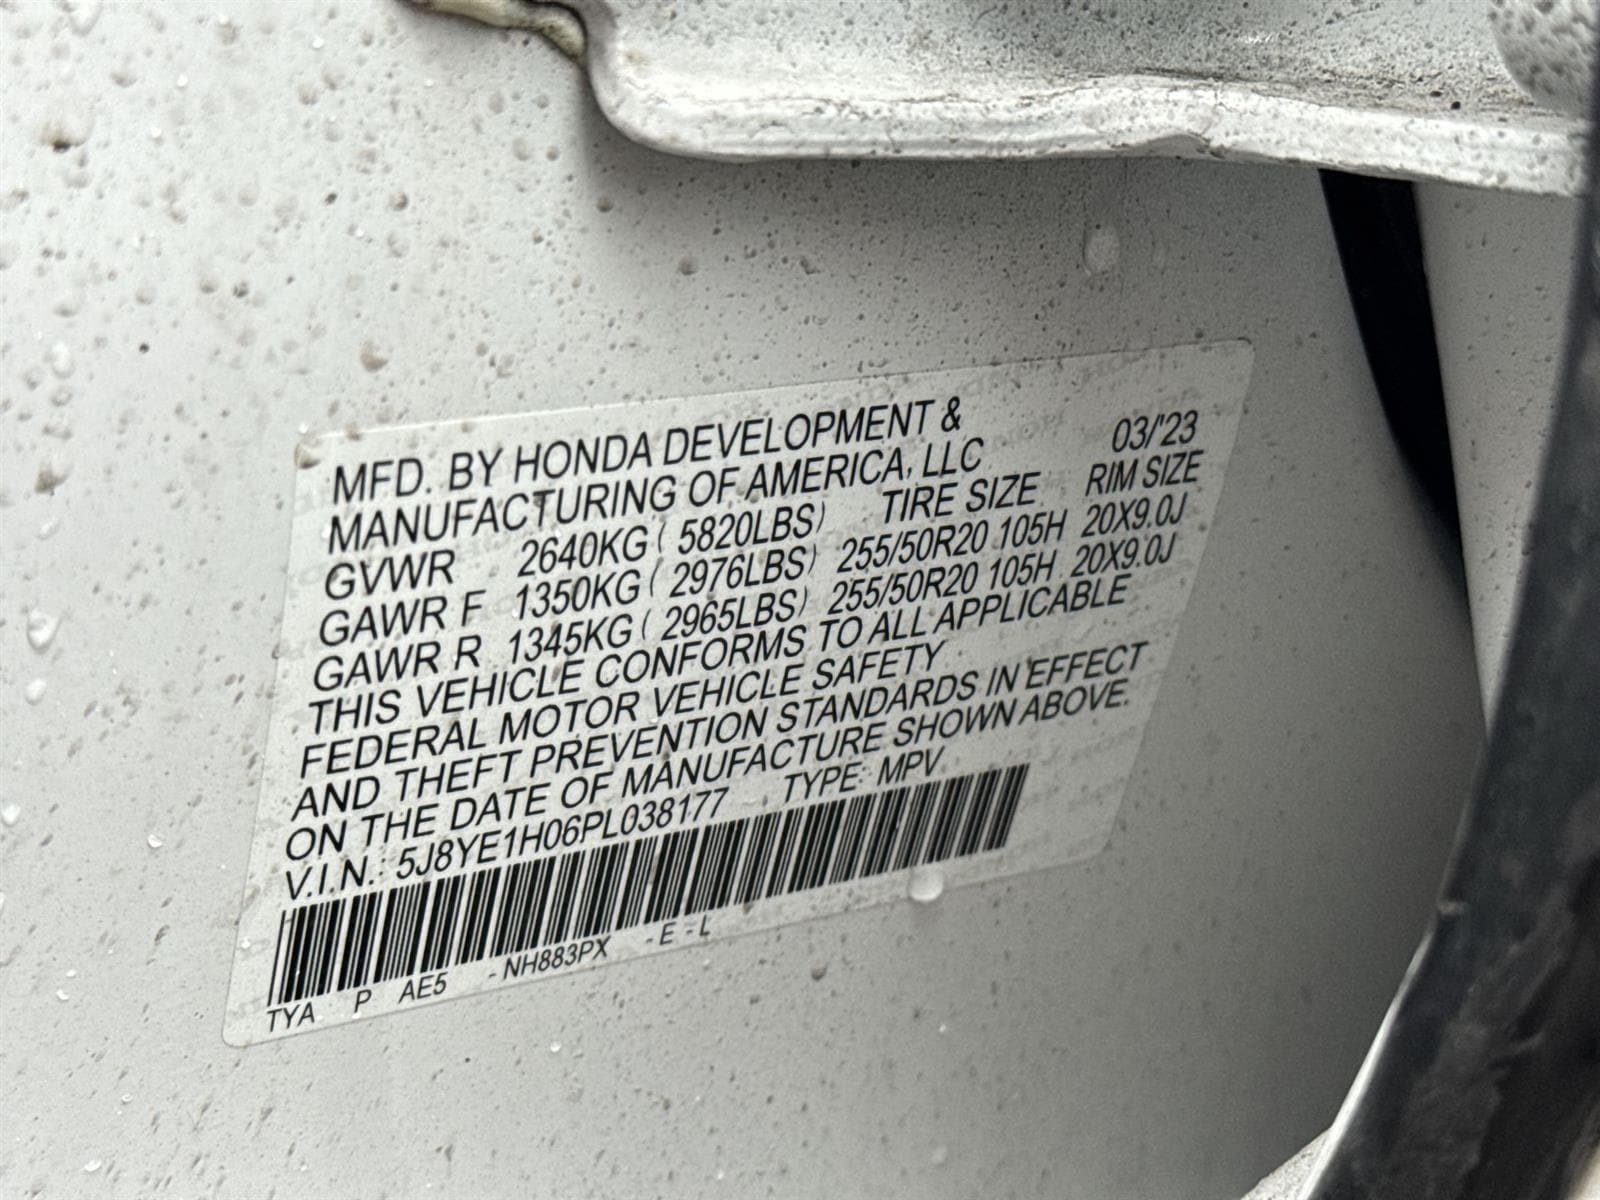 MFD. BY HONDA DEVELOPMENT &
MANUFACTURING OF AMERICA, LLC 03/'23
GVWR 2640KG ( 5820LBS) TIRE SIZE RIM SIZE
GAWR F 1350KG ( 2976LBS) 255/50R20 105H 20X9.0J
GAWR R 1345KG ( 2965LBS) 255/50R20 105H 20X9.0J
THIS VEHICLE CONFORMS TO ALL APPLICABLE
FEDERAL MOTOR VEHICLE SAFETY
AND THEFT PREVENTION STANDARDS IN EFFECT
ON THE DATE OF MANUFACTURE SHOWN ABOVE.
V.I.N.: 5J8YE1H06PL038177 TYPE: MPV
TYA P AE5 -NH883PX -E-L